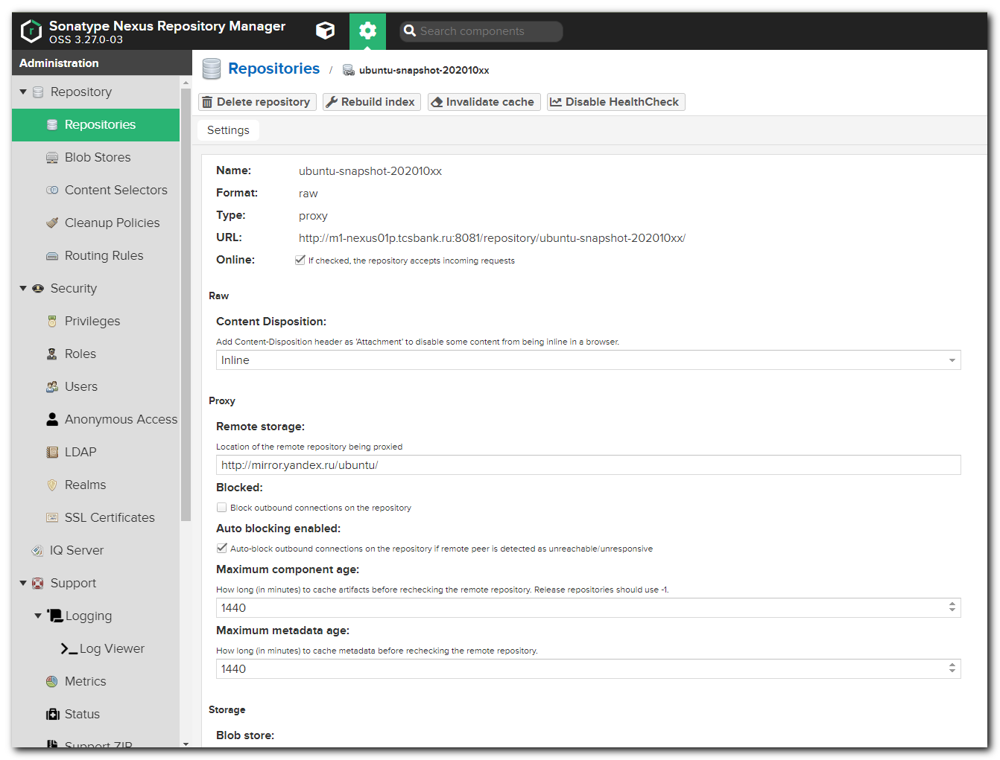 Sonatype Nexus Repository Manager
OSS 3.27.0-03
Search components
Administration
Repository
Repositories
Blob Stores
Content Selectors
Cleanup Policies
Routing Rules
Security
Privileges
Roles
Users
Anonymous Access
LDAP
Realms
SSL Certificates
IQ Server
Support
Logging
Log Viewer
Metrics
Status
Support ZIP
Repositories / ubuntu-snapshot-202010xx
Delete repository Rebuild index Invalidate cache Disable HealthCheck
Settings
Name: ubuntu-snapshot-202010xx
Format: raw
Type: proxy
URL: http://m1-nexus01p.tcsbank.ru:8081/repository/ubuntu-snapshot-202010xx/
Online: If checked, the repository accepts incoming requests
Raw
Content Disposition:
Add Content-Disposition header as 'Attachment' to disable some content from being inline in a browser.
Inline
Proxy
Remote storage:
Location of the remote repository being proxied
http://mirror.yandex.ru/ubuntu/
Blocked:
Block outbound connections on the repository
Auto blocking enabled:
Auto-block outbound connections on the repository if remote peer is detected as unreachable/unresponsive
Maximum component age:
How long (in minutes) to cache artifacts before rechecking the remote repository. Release repositories should use -1.
1440
Maximum metadata age:
How long (in minutes) to cache metadata before rechecking the remote repository.
1440
Storage
Blob store: